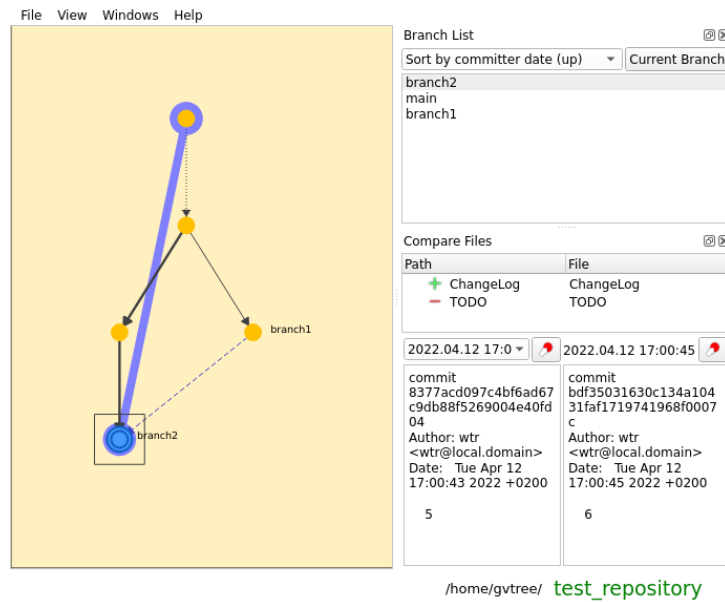 File View Windows Help
Branch List
Sort by committer date (up) Current Branch
branch2
main
branch1
Compare Files
Path File
ChangeLog ChangeLog
TODO TODO
branch1
branch2
2022.04.12 17:0 2022.04.12 17:00:45
commit
8377acd097c4bf6ad67
c9db88f5269004e40fd
04
Author: wtr
<wtr@local.domain>
Date: Tue Apr 12
17:00:43 2022 +0200
5
commit
bdf35031630c134a104
31faf1719741968f0007
c
Author: wtr
<wtr@local.domain>
Date: Tue Apr 12
17:00:45 2022 +0200
6
/home/gvtree/ test_repository